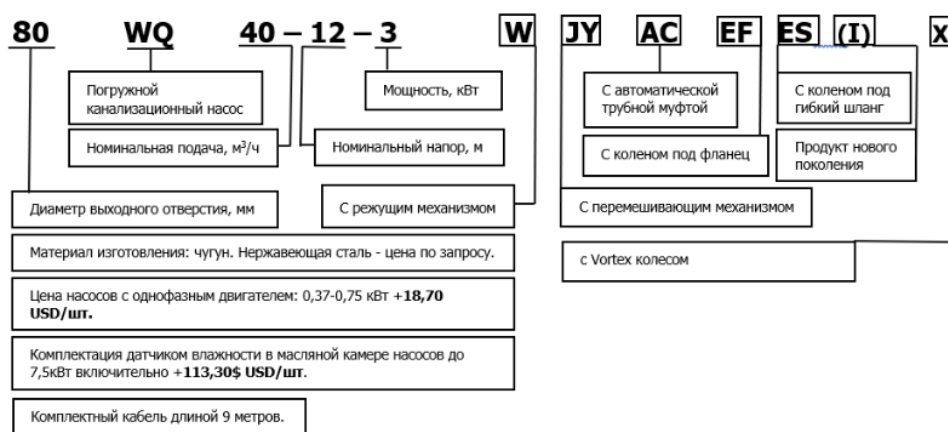 80 WQ 40 – 12 – 3 W JY AC EF ES (I) X
Погружной
канализационный насос
Мощность, кВт
С автоматической
трубной муфтой
С коленом под
гибкий шланг
Номинальная подача, м³/ч
Номинальный напор, м
С коленом под фланец
Продукт нового
поколения
Диаметр выходного отверстия, мм
С режущим механизмом
С перемешивающим механизмом
Материал изготовления: чугун. Нержавеющая сталь - цена по запросу.
с Vortex колесом
Цена насосов с однофазным двигателем: 0,37-0,75 кВт +18,70
USD/шт.
Комплектация датчиком влажности в масляной камере насосов до
7,5кВт включительно +113,30$ USD/шт.
Комплектный кабель длиной 9 метров.